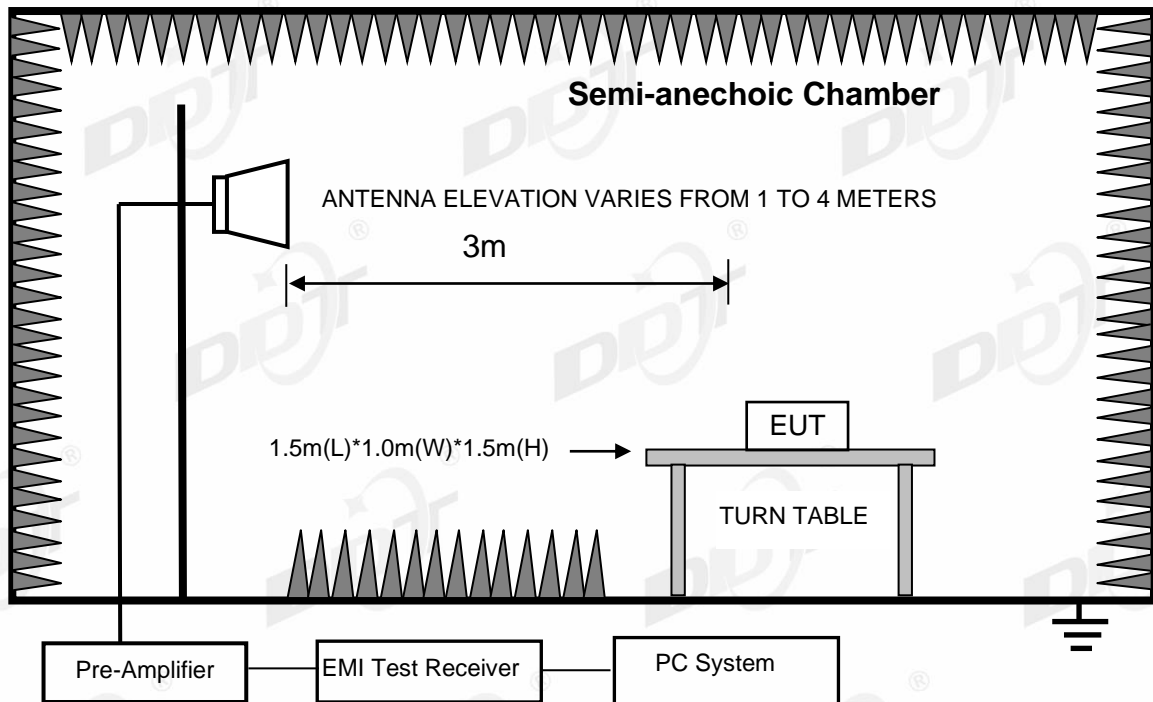 Semi-anechoic Chamber
ANTENNA ELEVATION VARIES FROM 1 TO 4 METERS
3m
EUT
1.5m(L)*1.0m(W)*1.5m(H)
TURN TABLE
Pre-Amplifier
EMI Test Receiver
PC System
DDT
®